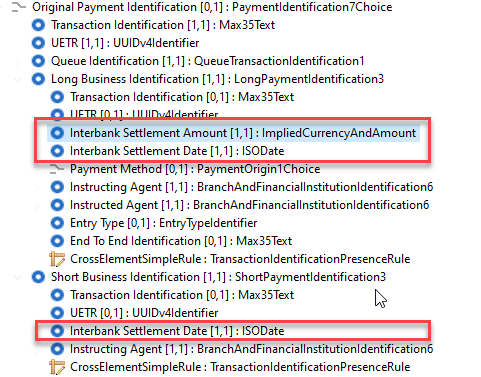 Original Payment Identification [0,1] : PaymentIdentification7Choice
Transaction Identification [1,1] : Max35Text
UETR [1,1] : UUIDv4Identifier
Queue Identification [1,1] : QueueTransactionIdentification1
Long Business Identification [1,1] : LongPaymentIdentification3
Transaction Identification [0,1] : Max35Text
UETR [0,1] : UUIDv4Identifier
Interbank Settlement Amount [1,1] : ImpliedCurrencyAndAmount
Interbank Settlement Date [1,1] : ISODate
Payment Method [0,1] : PaymentOrigin1Choice
Instructing Agent [1,1] : BranchAndFinancialInstitutionIdentification6
Instructed Agent [1,1] : BranchAndFinancialInstitutionIdentification6
Entry Type [0,1] : EntryTypeIdentifier
End To End Identification [0,1] : Max35Text
CrossElementSimpleRule : TransactionIdentificationPresenceRule
Short Business Identification [1,1] : ShortPaymentIdentification3
Transaction Identification [0,1] : Max35Text
UETR [0,1] : UUIDv4Identifier
Interbank Settlement Date [1,1] : ISODate
Instructing Agent [1,1] : BranchAndFinancialInstitutionIdentification6
CrossElementSimpleRule : TransactionIdentificationPresenceRule